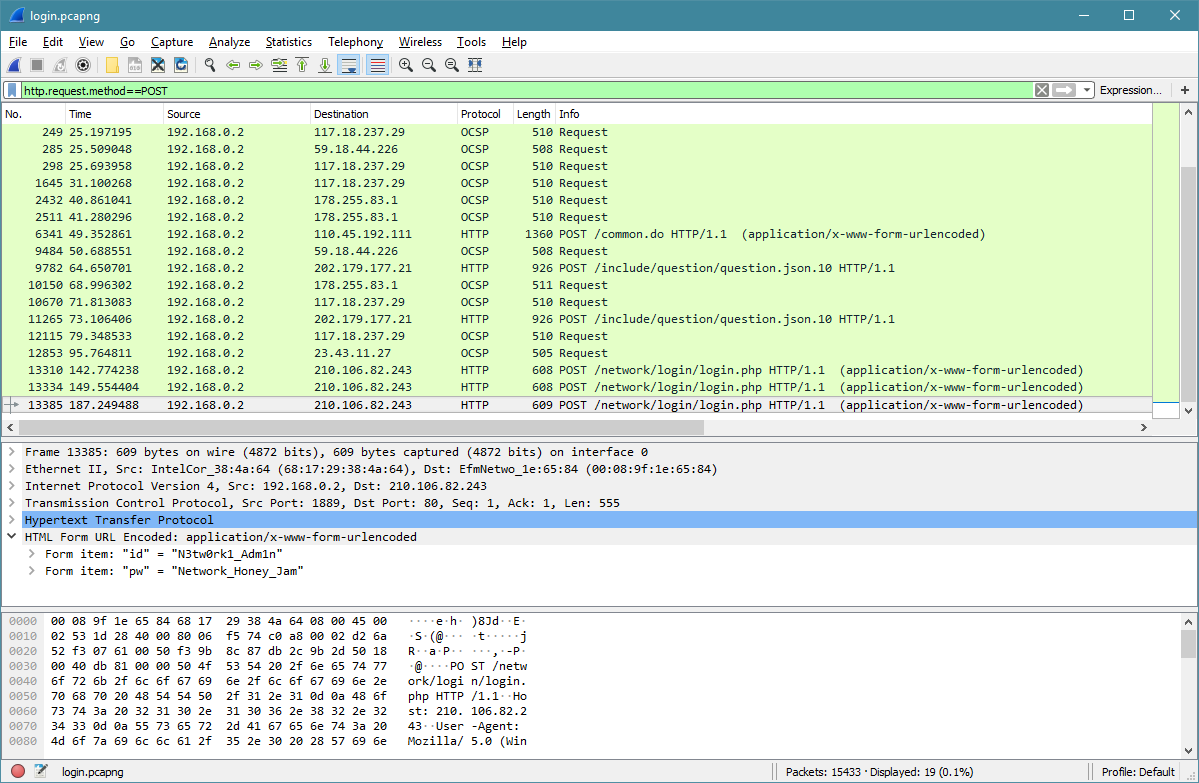 login.pcapng
File Edit View Go Capture Analyze Statistics Telephony Wireless Tools Help
http.request.method==POST Expression... +
No. Time Source Destination Protocol Length Info
249 25.197195 192.168.0.2 117.18.237.29 OCSP 510 Request
285 25.509048 192.168.0.2 59.18.44.226 OCSP 508 Request
298 25.693958 192.168.0.2 117.18.237.29 OCSP 510 Request
1645 31.100268 192.168.0.2 117.18.237.29 OCSP 510 Request
2432 40.861041 192.168.0.2 178.255.83.1 OCSP 510 Request
2511 41.280296 192.168.0.2 178.255.83.1 OCSP 510 Request
6341 49.352861 192.168.0.2 110.45.192.111 HTTP 1360 POST /common.do HTTP/1.1 (application/x-www-form-urlencoded)
9484 50.688551 192.168.0.2 59.18.44.226 OCSP 508 Request
9782 64.650701 192.168.0.2 202.179.177.21 HTTP 926 POST /include/question/question.json.10 HTTP/1.1
10150 68.996302 192.168.0.2 178.255.83.1 OCSP 511 Request
10670 71.813083 192.168.0.2 117.18.237.29 OCSP 510 Request
11265 73.106406 192.168.0.2 202.179.177.21 HTTP 926 POST /include/question/question.json.10 HTTP/1.1
12115 79.348533 192.168.0.2 117.18.237.29 OCSP 510 Request
12853 95.764811 192.168.0.2 23.43.11.27 OCSP 505 Request
13310 142.774238 192.168.0.2 210.106.82.243 HTTP 608 POST /network/login/login.php HTTP/1.1 (application/x-www-form-urlencoded)
13334 149.554404 192.168.0.2 210.106.82.243 HTTP 608 POST /network/login/login.php HTTP/1.1 (application/x-www-form-urlencoded)
13385 187.249488 192.168.0.2 210.106.82.243 HTTP 609 POST /network/login/login.php HTTP/1.1 (application/x-www-form-urlencoded)
Frame 13385: 609 bytes on wire (4872 bits), 609 bytes captured (4872 bits) on interface 0
Ethernet II, Src: IntelCor_38:4a:64 (68:17:29:38:4a:64), Dst: EfmNetwo_1e:65:84 (00:08:9f:1e:65:84)
Internet Protocol Version 4, Src: 192.168.0.2, Dst: 210.106.82.243
Transmission Control Protocol, Src Port: 1889, Dst Port: 80, Seq: 1, Ack: 1, Len: 555
Hypertext Transfer Protocol
HTML Form URL Encoded: application/x-www-form-urlencoded
Form item: "id" = "N3tw0rk1_Adm1n"
Form item: "pw" = "Network_Honey_Jam"
0000 00 08 9f 1e 65 84 68 17 29 38 4a 64 08 00 45 00 ····e·h· )8Jd··E·
0010 02 53 1d 28 40 00 80 06 f5 74 c0 a8 00 02 d2 6a ·S·(@··· ·t·····j
0020 52 f3 07 61 00 50 f3 9b 8c 87 db 2c 9b 2d 50 18 R··a·P·· ···,·-P·
0030 00 40 db 81 00 00 50 4f 53 54 20 2f 6e 65 74 77 ·@····PO ST /netw
0040 6f 72 6b 2f 6c 6f 67 69 6e 2f 6c 6f 67 69 6e 2e ork/logi n/login.
0050 70 68 70 20 48 54 54 50 2f 31 2e 31 0d 0a 48 6f php HTTP /1.1··Ho
0060 73 74 3a 20 32 31 30 2e 31 30 36 2e 38 32 2e 32 st: 210. 106.82.2
0070 34 33 0d 0a 55 73 65 72 2d 41 67 65 6e 74 3a 20 43··User -Agent:
0080 4d 6f 7a 69 6c 6c 61 2f 35 2e 30 20 28 57 69 6e Mozilla/ 5.0 (Win
login.pcapng Packets: 15433 · Displayed: 19 (0.1%) Profile: Default